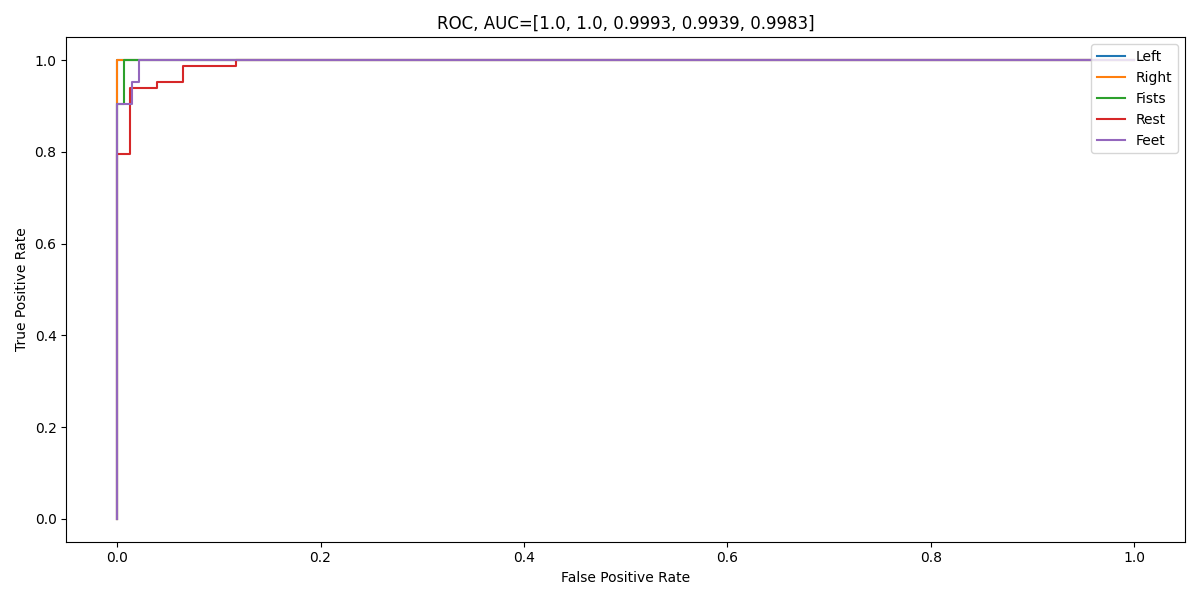 ROC, AUC=[1.0, 1.0, 0.9993, 0.9939, 0.9983]
Left
Right
Fists
Rest
Feet
True Positive Rate
1.0
0.8
0.6
0.4
0.2
0.0
0.0 0.2 0.4 0.6 0.8 1.0
False Positive Rate